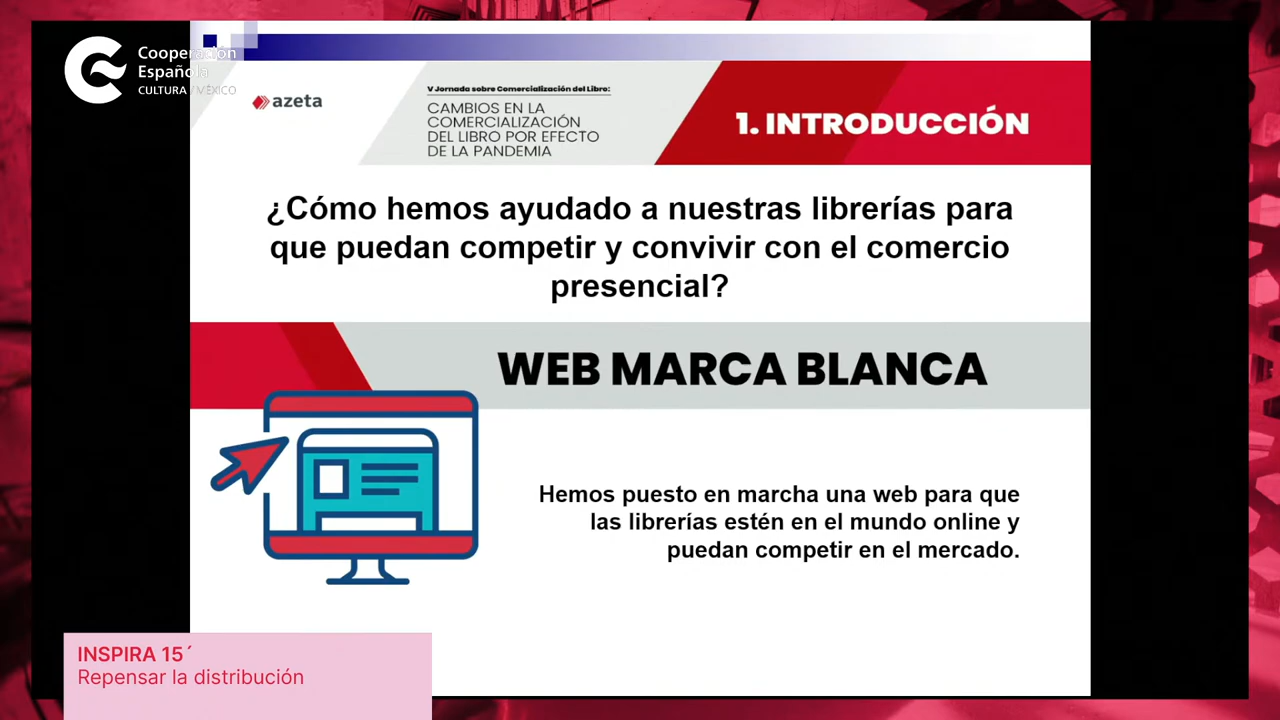 Cooperación
Española
CULTURA / MÉXICO
azeta
V Jornada sobre Comercialización del Libro:
CAMBIOS EN LA
COMERCIALIZACIÓN
DEL LIBRO POR EFECTO
DE LA PANDEMIA
1. INTRODUCCIÓN
¿Cómo hemos ayudado a nuestras librerías para
que puedan competir y convivir con el comercio
presencial?
WEB MARCA BLANCA
Hemos puesto en marcha una web para que
las librerías estén en el mundo online y
puedan competir en el mercado.
INSPIRA 15´
Repensar la distribución